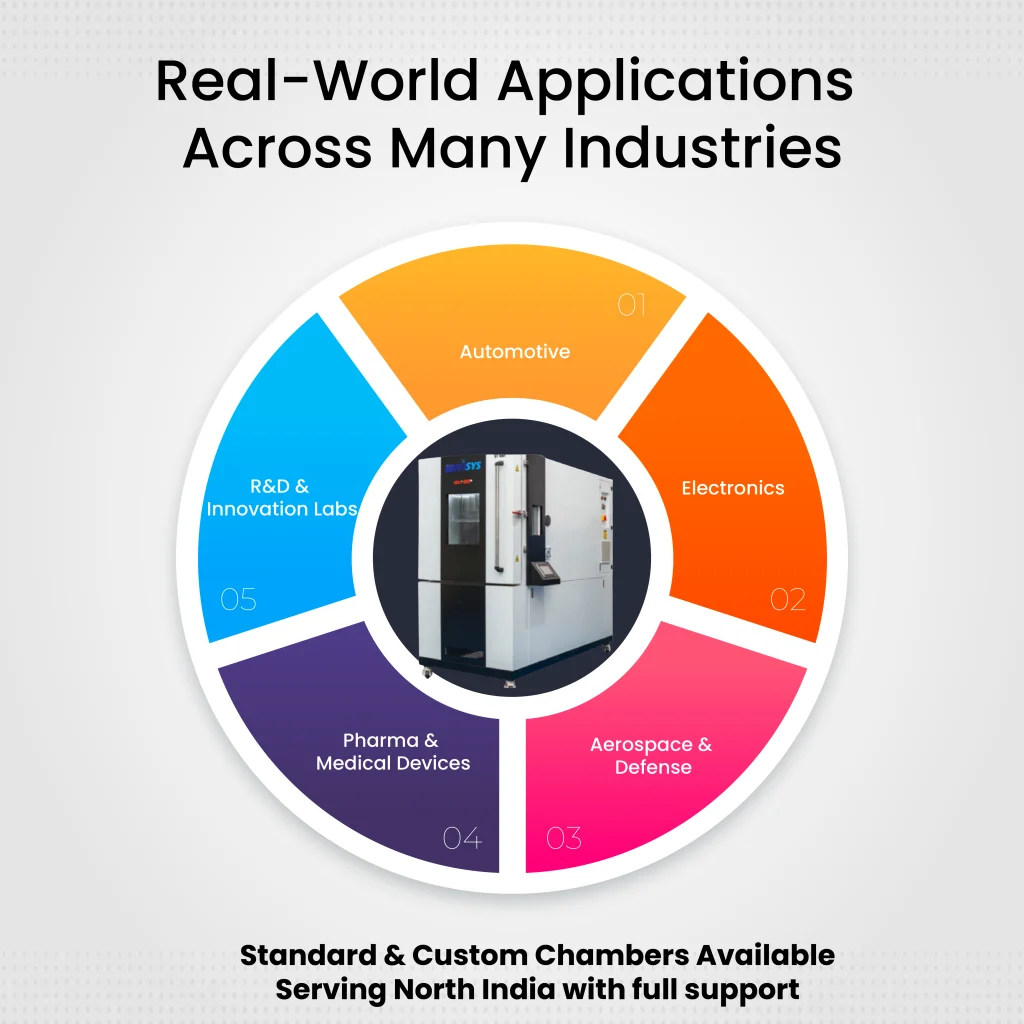 Real-World Applications
Across Many Industries
01
Automotive
Electronics
02
Aerospace &
Defense
03
Pharma &
Medical Devices
04
R&D &
Innovation Labs
05
SYS
Standard & Custom Chambers Available
Serving North India with full support